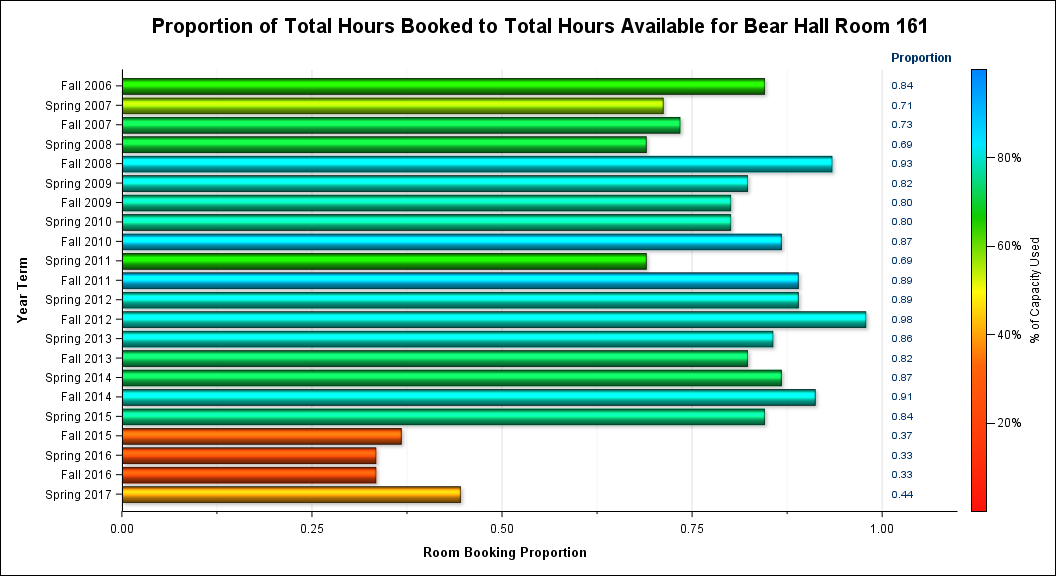 Proportion of Total Hours Booked to Total Hours Available for Bear Hall Room 161
Proportion
Fall 2006 0.84
Spring 2007 0.71
Fall 2007 0.73
Spring 2008 0.69
Fall 2008 0.93
Spring 2009 0.82
Fall 2009 0.80
Spring 2010 0.80
Fall 2010 0.87
Spring 2011 0.69
Fall 2011 0.89
Spring 2012 0.89
Fall 2012 0.98
Spring 2013 0.86
Fall 2013 0.82
Spring 2014 0.87
Fall 2014 0.91
Spring 2015 0.84
Fall 2015 0.37
Spring 2016 0.33
Fall 2016 0.33
Spring 2017 0.44
Year Term
0.00 0.25 0.50 0.75 1.00
Room Booking Proportion
80%
60%
40%
20%
% of Capacity Used